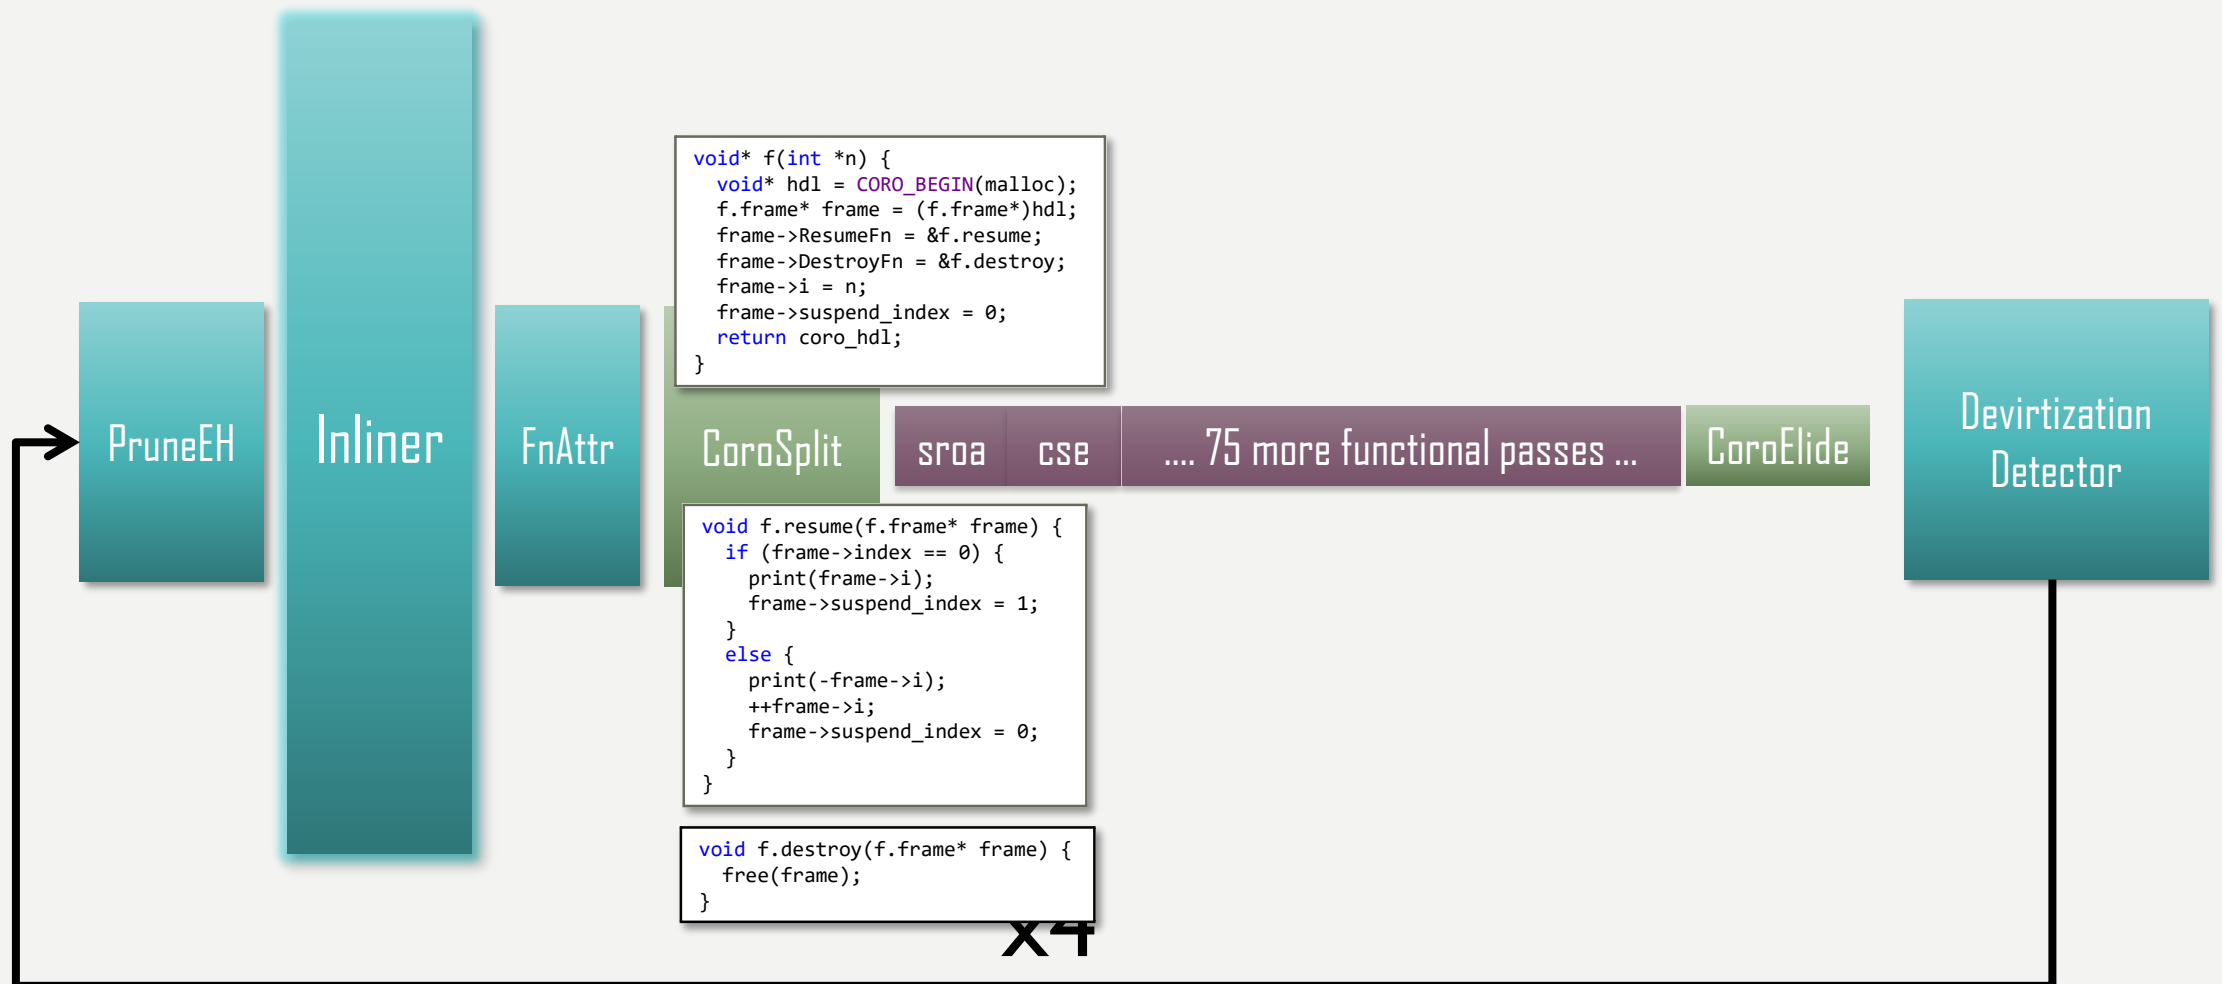 void* f(int *n) {
  void* hdl = CORO_BEGIN(malloc);
  f.frame* frame = (f.frame*)hdl;
  frame->ResumeFn = &f.resume;
  frame->DestroyFn = &f.destroy;
  frame->i = n;
  frame->suspend_index = 0;
  return coro_hdl;
}
PruneEH
Inliner
FnAttr
CoroSplit
sroa
cse
.... 75 more functional passes ...
CoroElide
Devirtization
Detector
void f.resume(f.frame* frame) {
  if (frame->index == 0) {
    print(frame->i);
    frame->suspend_index = 1;
  }
  else {
    print(-frame->i);
    ++frame->i;
    frame->suspend_index = 0;
  }
}
void f.destroy(f.frame* frame) {
  free(frame);
}
x4